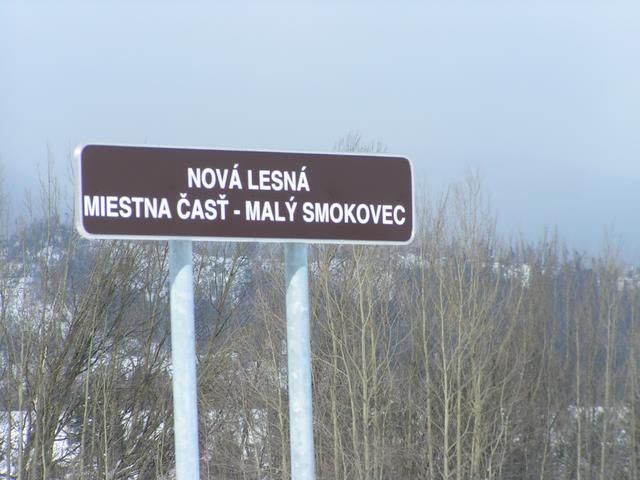 NOVÁ LESNÁ
MIESTNA ČASŤ - MALÝ SMOKOVEC